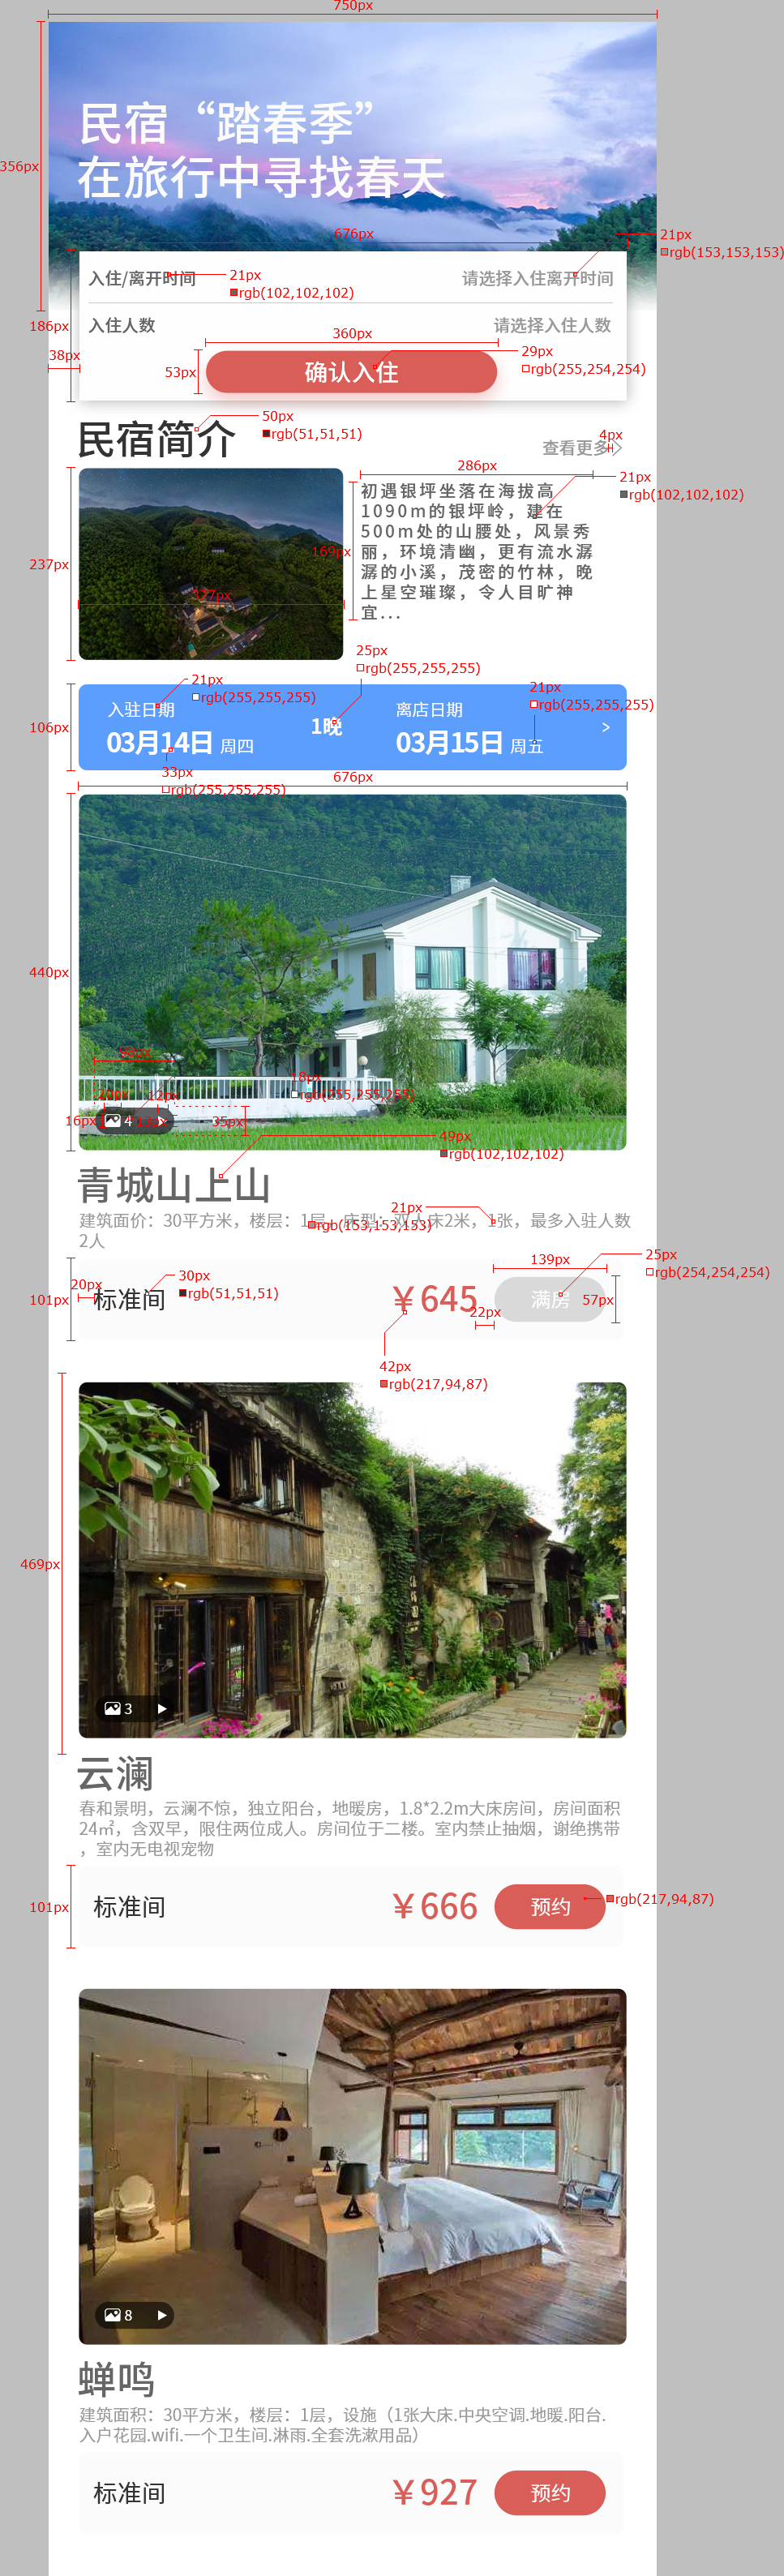 750px
民宿“踏春季”
在旅行中寻找春天
356px
676px
21px
rgb(153,153,153)
入住/离开时间
21px
rgb(102,102,102)
请选择入住离开时间
186px
入住人数
请选择入住人数
360px
38px
53px
确认入住
29px
rgb(255,254,254)
民宿简介
50px
rgb(51,51,51)
查看更多>
4px
286px
21px
rgb(102,102,102)
237px
327px
169px
初遇银坪坐落在海拔高
1090m的银坪岭，建在
500m处的山腰处，风景秀
丽，环境清幽，更有流水潺
潺的小溪，茂密的竹林，晚
上星空璀璨，令人目旷神
宜...
25px
rgb(255,255,255)
21px
rgb(255,255,255)
21px
rgb(255,255,255)
106px
入驻日期
1晚
离店日期
03月14日 周四
03月15日 周五
>
33px
rgb(255,255,255)
676px
440px
18px
rgb(255,255,255)
20px
12px
16px
4
35px
49px
rgb(102,102,102)
青城山上山
21px
rgb(153,153,153)
建筑面价：30平方米，楼层：1层，床型：双人床2米，1张，最多入驻人数
2人
139px
25px
rgb(254,254,254)
101px
20px
标准间
30px
rgb(51,51,51)
￥645
22px
满房
57px
42px
rgb(217,94,87)
469px
3
云澜
春和景明，云澜不惊，独立阳台，地暖房，1.8*2.2m大床房间，房间面积
24㎡，含双早，限住两位成人。房间位于二楼。室内禁止抽烟，谢绝携带
，室内无电视宠物
101px
标准间
￥666
预约
rgb(217,94,87)
8
蝉鸣
建筑面积：30平方米，楼层：1层，设施（1张大床.中央空调.地暖.阳台.
入户花园.wifi.一个卫生间.淋雨.全套洗漱用品）
标准间
￥927
预约